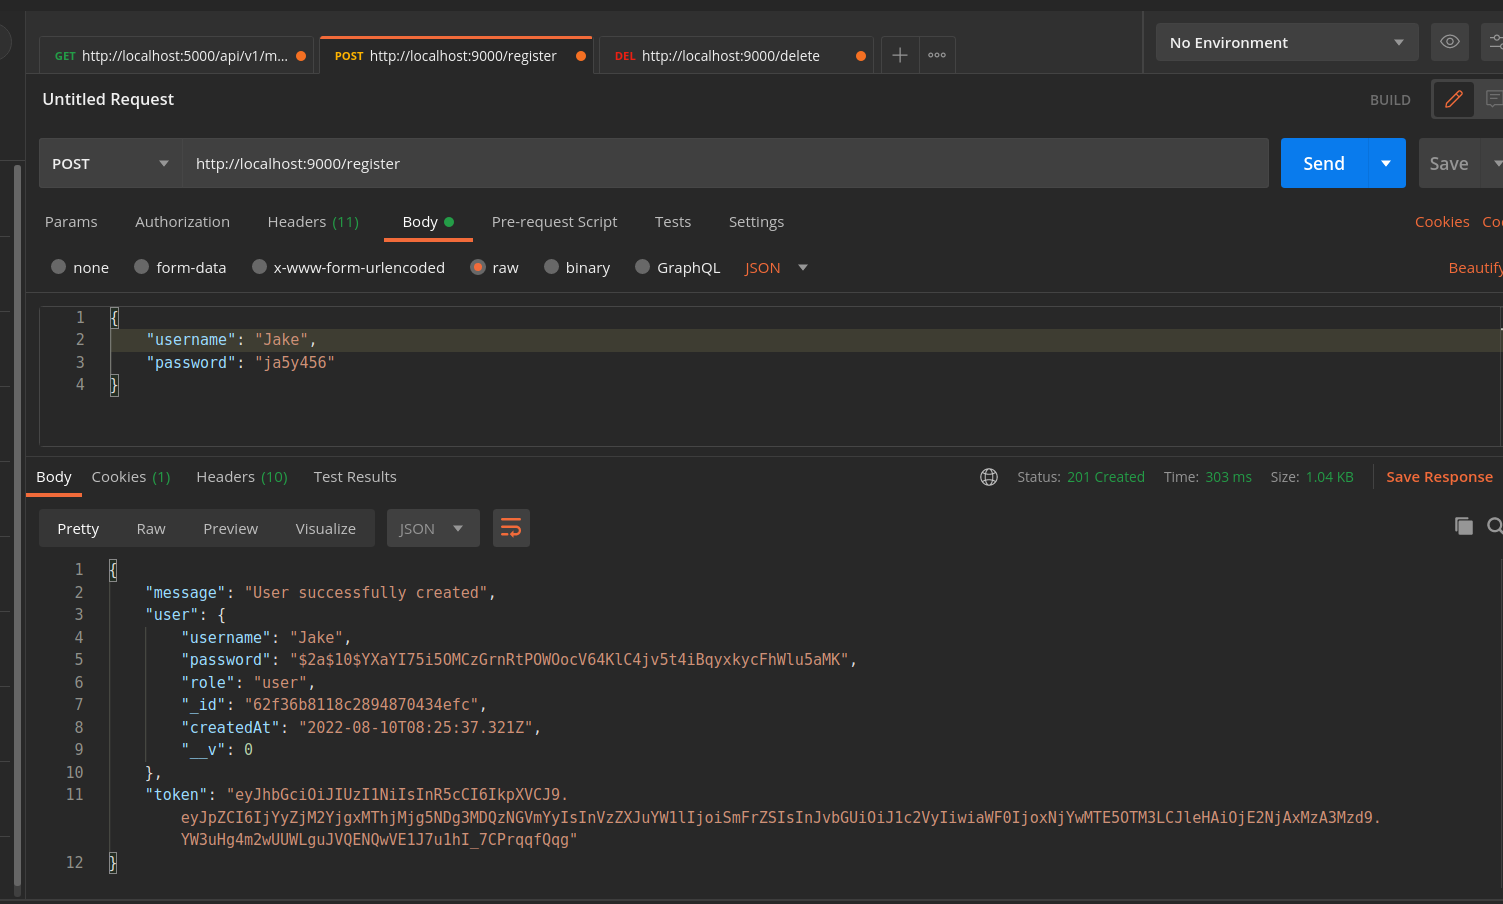 GET http://localhost:5000/api/v1/m... POST http://localhost:9000/register DEL http://localhost:9000/delete No Environment
Untitled Request BUILD
POST http://localhost:9000/register Send Save
Params Authorization Headers (11) Body Pre-request Script Tests Settings Cookies Co
none form-data x-www-form-urlencoded raw binary GraphQL JSON Beautify
1 {
2 "username": "Jake",
3 "password": "ja5y456"
4 }
Body Cookies (1) Headers (10) Test Results Status: 201 Created Time: 303 ms Size: 1.04 KB Save Response
Pretty Raw Preview Visualize JSON
1 {
2 "message": "User successfully created",
3 "user": {
4 "username": "Jake",
5 "password": "$2a$10$YXaYI75i5OMCzGrnRtPOWOocV64KlC4jv5t4iBqyxkycFhWlu5aMK",
6 "role": "user",
7 "_id": "62f36b8118c2894870434efc",
8 "createdAt": "2022-08-10T08:25:37.321Z",
9 "__v": 0
10 },
11 "token": "eyJhbGciOiJIUzI1NiIsInR5cCI6IkpXVCJ9.
eyJpZCI6IjYyZjM2YjgxMThjMjg5NDg3MDQzNGVmYyIsInVzZXJuYW1lIjoiSmFrZSIsInJvbGUiOiJ1c2VyIiwiaWF0IjoxNjYwMTE5OTM3LCJleHAiOjE2NjAxMzA3Mzd9.
YW3uHg4m2wUUWLguJVQENQwVE1J7u1hI_7CPrqqfQqg"
12 }